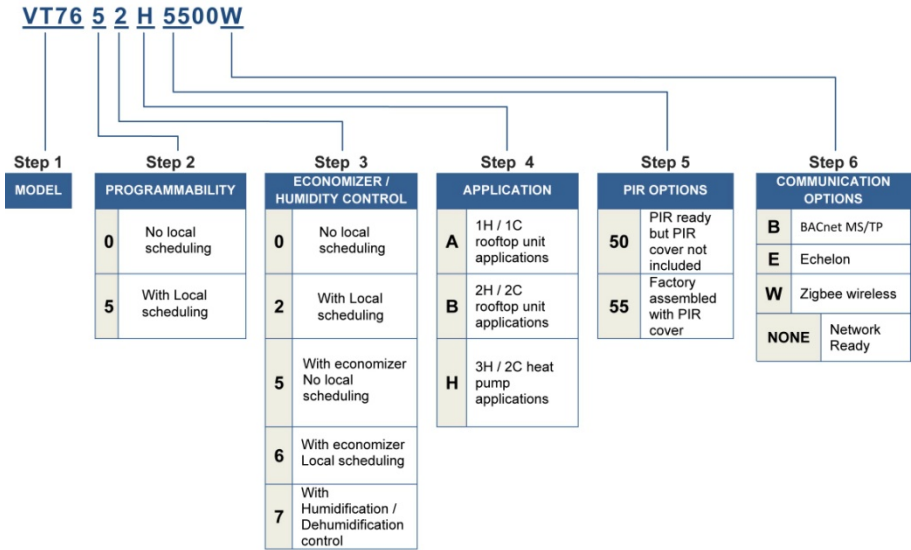 VT76 5 2 H 5500W
Step 1
MODEL
Step 2
PROGRAMMABILITY
0
No local
scheduling
5
With Local
scheduling
Step 3
ECONOMIZER /
HUMIDITY CONTROL
0
No local
scheduling
2
With Local
scheduling
5
With economizer
No local
scheduling
6
With economizer
Local scheduling
7
With
Humidification /
Dehumidification
control
Step 4
APPLICATION
A
1H / 1C
rooftop unit
applications
B
2H / 2C
rooftop unit
applications
H
3H / 2C heat
pump
applications
Step 5
PIR OPTIONS
50
PIR ready
but PIR
cover not
included
55
Factory
assembled
with PIR
cover
Step 6
COMMUNICATION
OPTIONS
B
BACnet MS/TP
E
Echelon
W
Zigbee wireless
NONE
Network
Ready